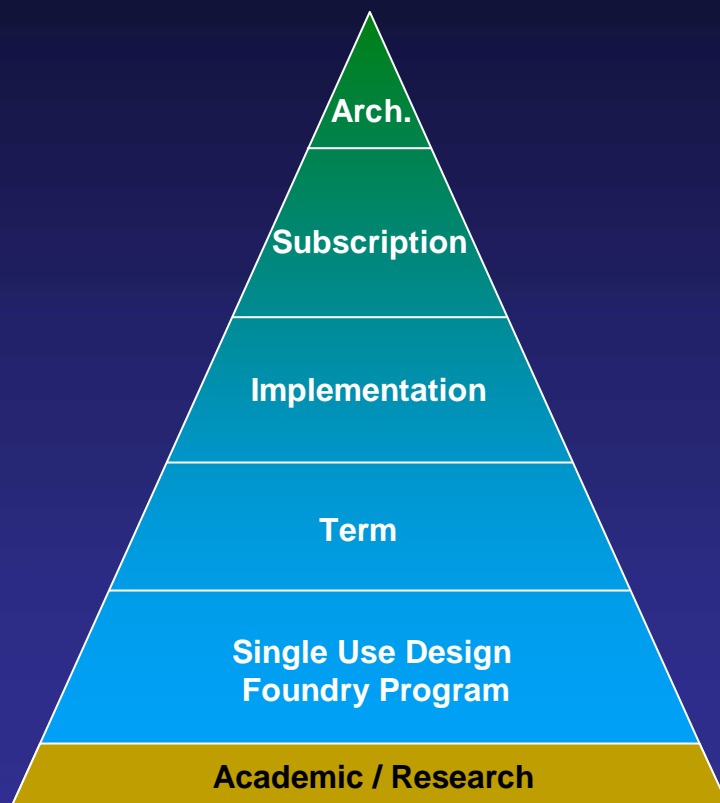 Arch.
Subscription
Implementation
Term
Single Use Design
Foundry Program
Academic / Research